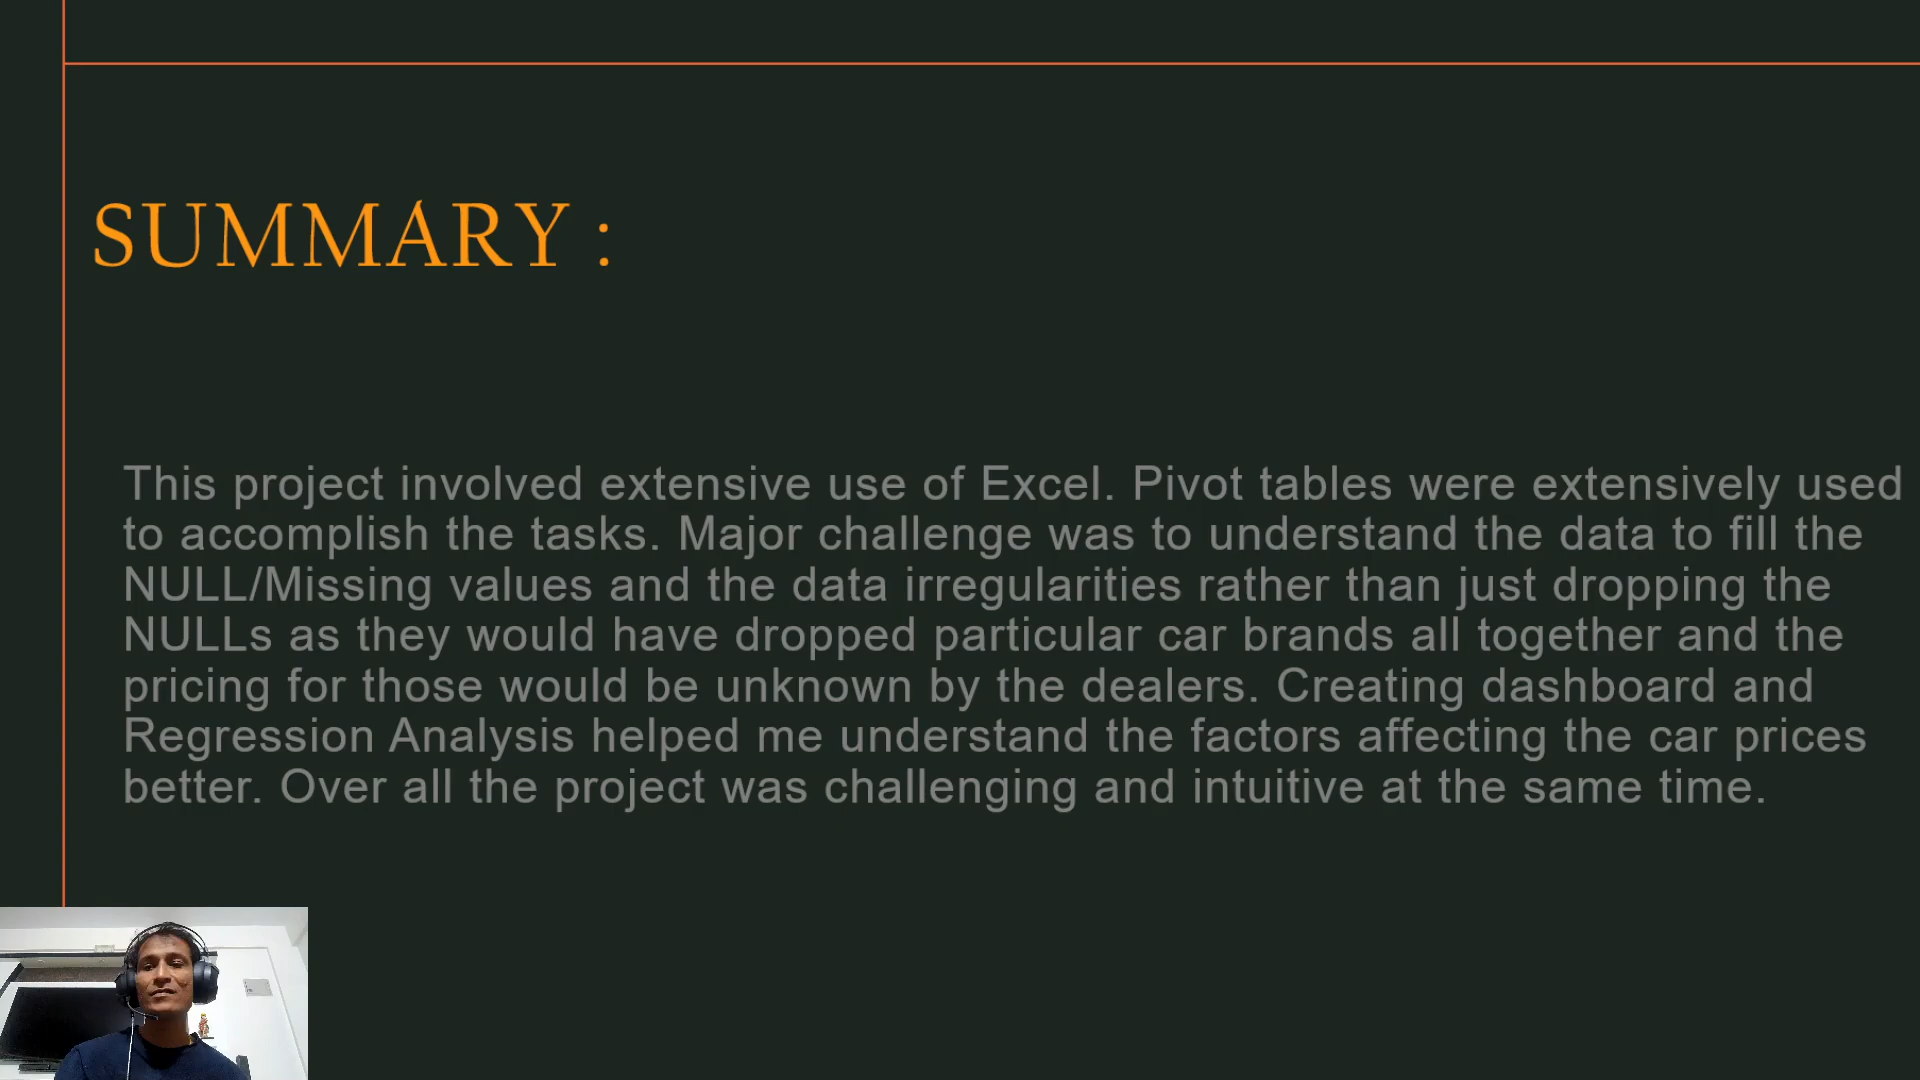 SUMMARY :
This project involved extensive use of Excel. Pivot tables were extensively used
to accomplish the tasks. Major challenge was to understand the data to fill the
NULL/Missing values and the data irregularities rather than just dropping the
NULLs as they would have dropped particular car brands all together and the
pricing for those would be unknown by the dealers. Creating dashboard and
Regression Analysis helped me understand the factors affecting the car prices
better. Over all the project was challenging and intuitive at the same time.